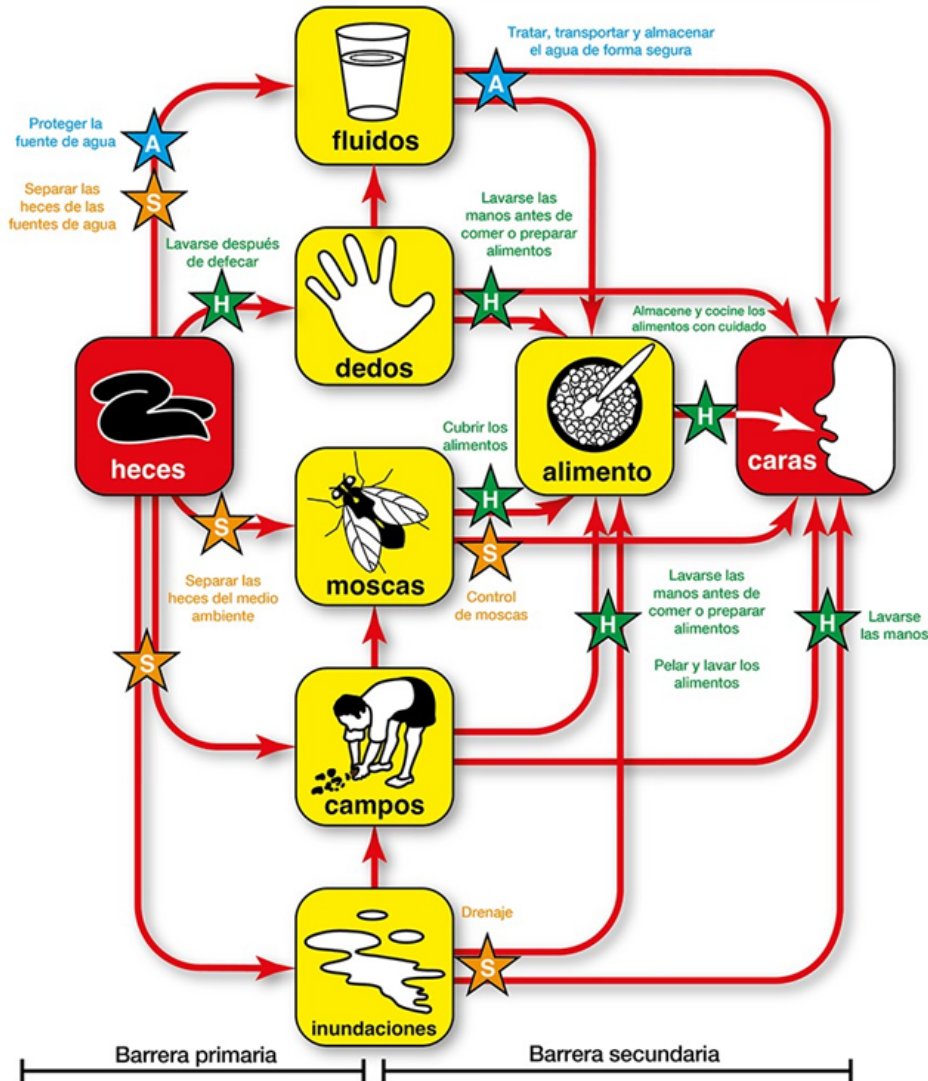 Tratar, transportar y almacenar
el agua de forma segura
A
fluidos
Proteger la
fuente de agua
A
Separar las
heces de las
fuentes de agua
S
Lavarse después
de defecar
H
Lavarse las
manos antes de
comer o preparar
alimentos
H
dedos
Almacene y cocine los
alimentos con cuidado
heces
alimento
H
caras
Cubrir los
alimentos
H
S
moscas
S
Control
de moscas
Separar las
heces del medio
ambiente
S
Lavarse las
manos antes de
comer o preparar
alimentos
H
Pelar y lavar los
alimentos
H
Lavarse
las manos
campos
Drenaje
S
inundaciones
Barrera primaria
Barrera secundaria